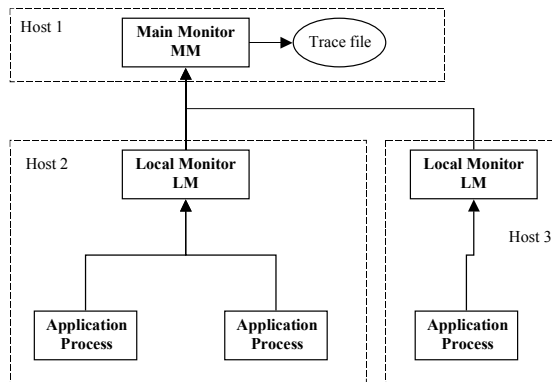 Host 1
Main Monitor
MM
Trace file
Host 2
Local Monitor
LM
Local Monitor
LM
Host 3
Application
Process
Application
Process
Application
Process